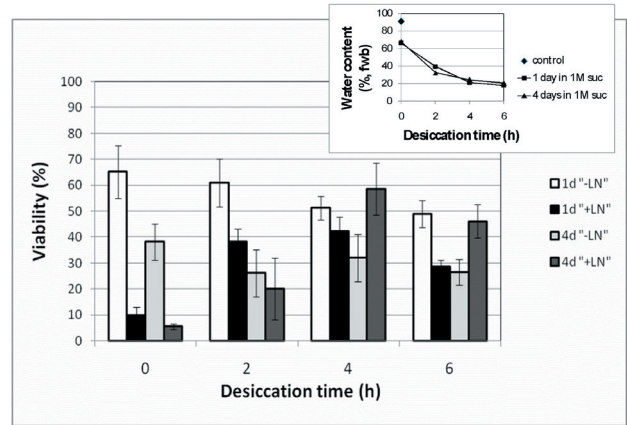 100
80
60
40
20
0
Water content
(%, fwb)
0 2 4 6
Desiccation time (h)
control
1 day in 1M suc
4 days in 1M suc
100
90
80
70
60
50
40
30
20
10
0
Viability (%)
0 2 4 6
Desiccation time (h)
1d "-LN"
1d "+LN"
4d "-LN"
4d "+LN"